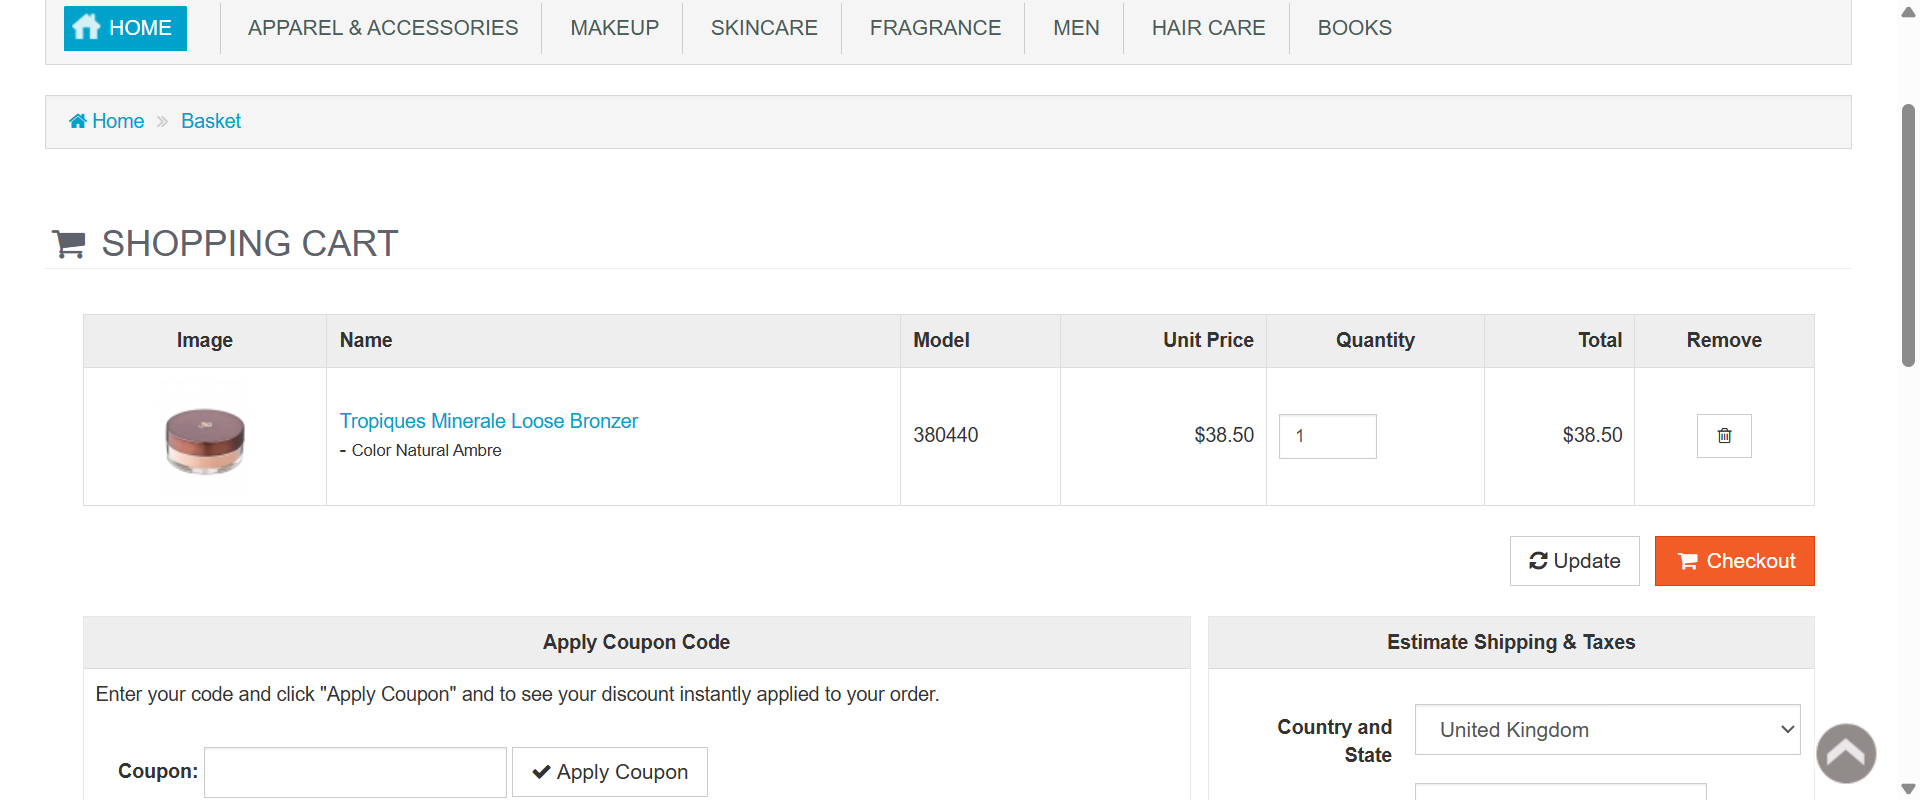 HOME APPAREL & ACCESSORIES MAKEUP SKINCARE FRAGRANCE MEN HAIR CARE BOOKS
Home » Basket
SHOPPING CART
Image Name Model Unit Price Quantity Total Remove
Tropiques Minerale Loose Bronzer
- Color Natural Ambre
380440 $38.50 1 $38.50
Update Checkout
Apply Coupon Code
Enter your code and click "Apply Coupon" and to see your discount instantly applied to your order.
Coupon: Apply Coupon
Estimate Shipping & Taxes
Country and
State
United Kingdom